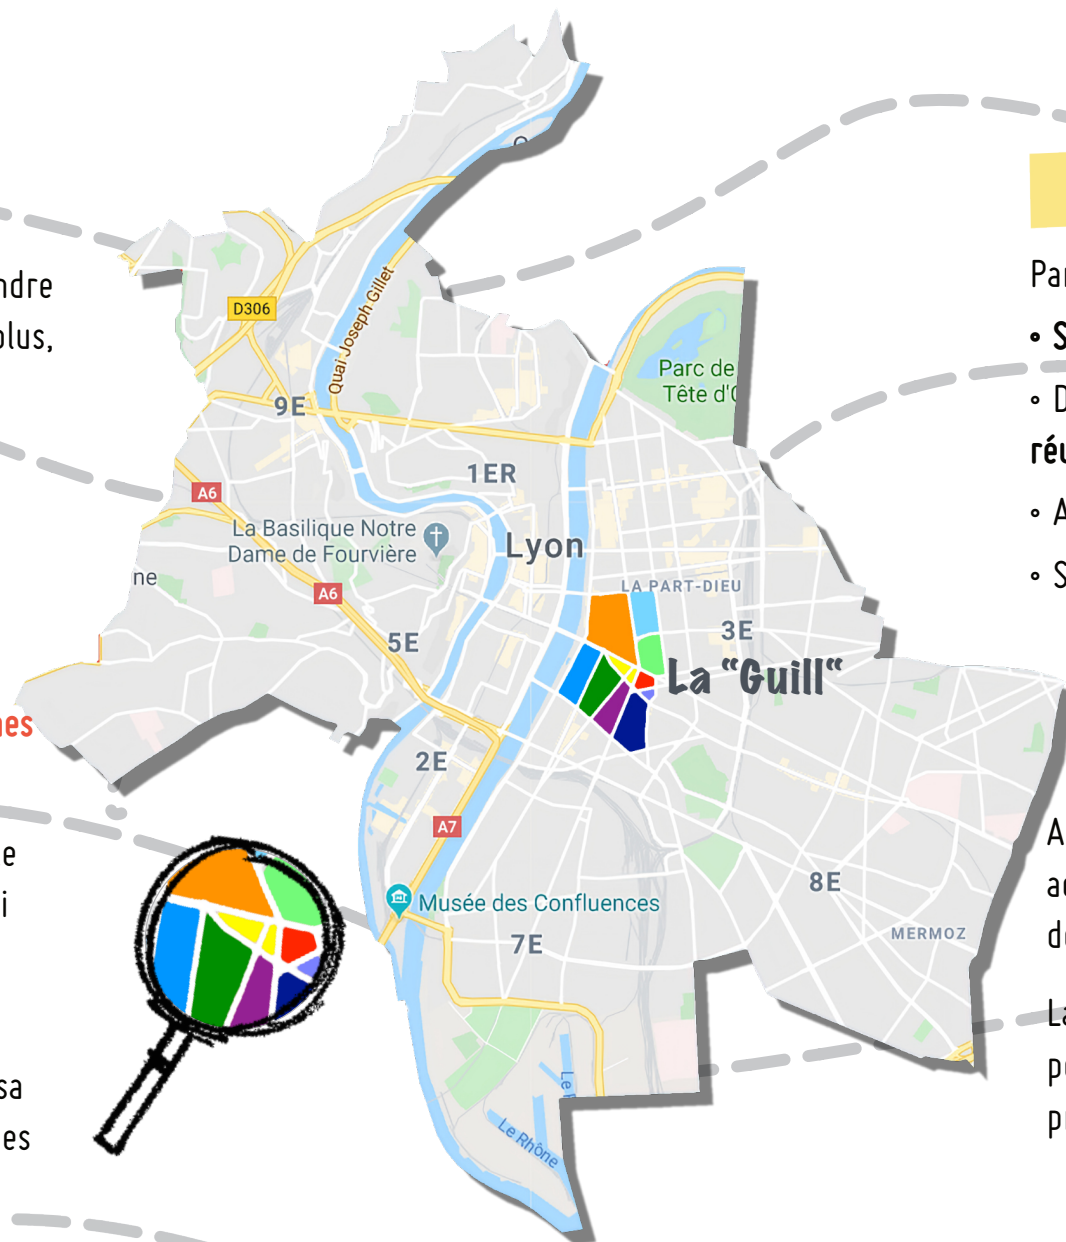 ndre
plus,
nes
e
i
sa
es
D306
Quai Joseph Gillet
9E
Parc de
Tête d'
1ER
A6
La Basilique Notre
Dame de Fourvière
Lyon
ne
A6
LA PART-DIEU
5E
3E
La "Guill"
2E
A7
8E
Musée des Confluences
7E
MERMOZ
Le
Le Rhône
Par
• S
• D
réu
• A
• S
A
a
d
La
p
p